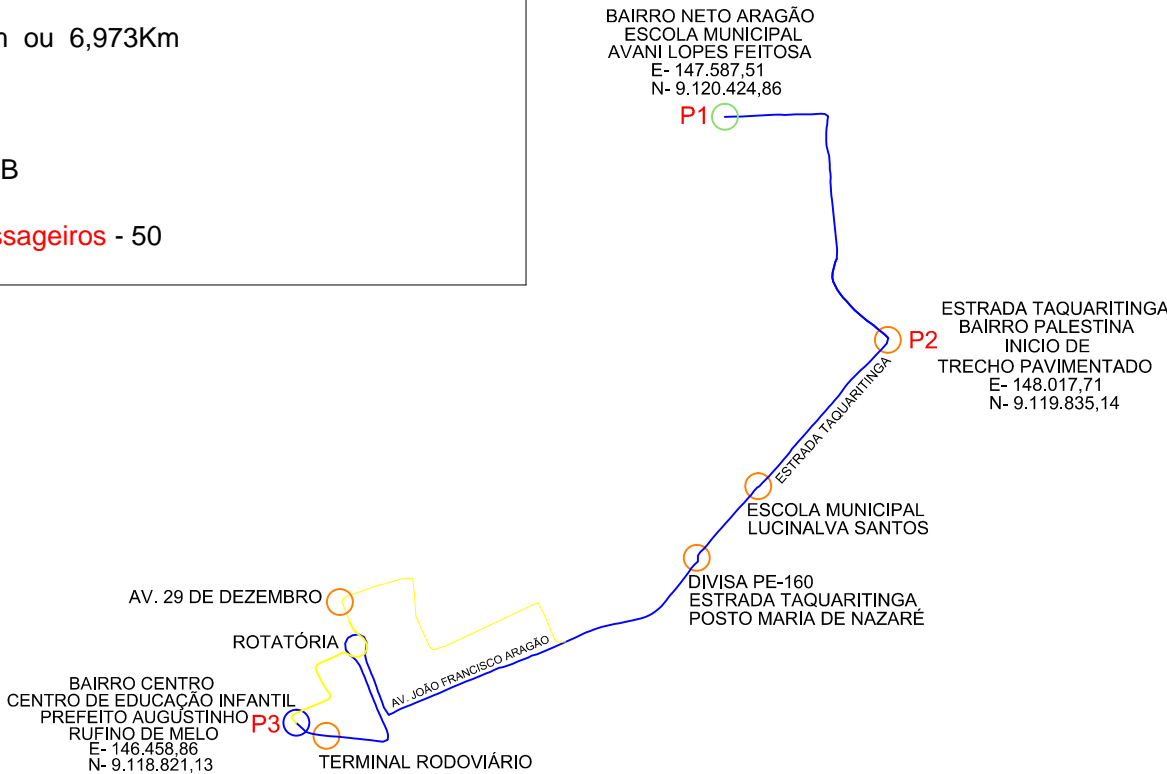 ou 6,973Km
B
ssageiros - 50
BAIRRO NETO ARAGÃO
ESCOLA MUNICIPAL
AVANI LOPES FEITOSA
E- 147.587,51
N- 9.120.424,86
P1
P2
ESTRADA TAQUARITINGA
BAIRRO PALESTINA
INICIO DE
TRECHO PAVIMENTADO
E- 148.017,71
N- 9.119.835,14
ESTRADA TAQUARITINGA
ESCOLA MUNICIPAL
LUCINALVA SANTOS
DIVISA PE-160
ESTRADA TAQUARITINGA
POSTO MARIA DE NAZARÉ
AV. 29 DE DEZEMBRO
ROTATÓRIA
AV. JOÃO FRANCISCO ARAGÃO
BAIRRO CENTRO
CENTRO DE EDUCAÇÃO INFANTIL
PREFEITO AUGUSTINHO
RUFINO DE MELO
E- 146.458,86
N- 9.118.821,13
P3
TERMINAL RODOVIÁRIO